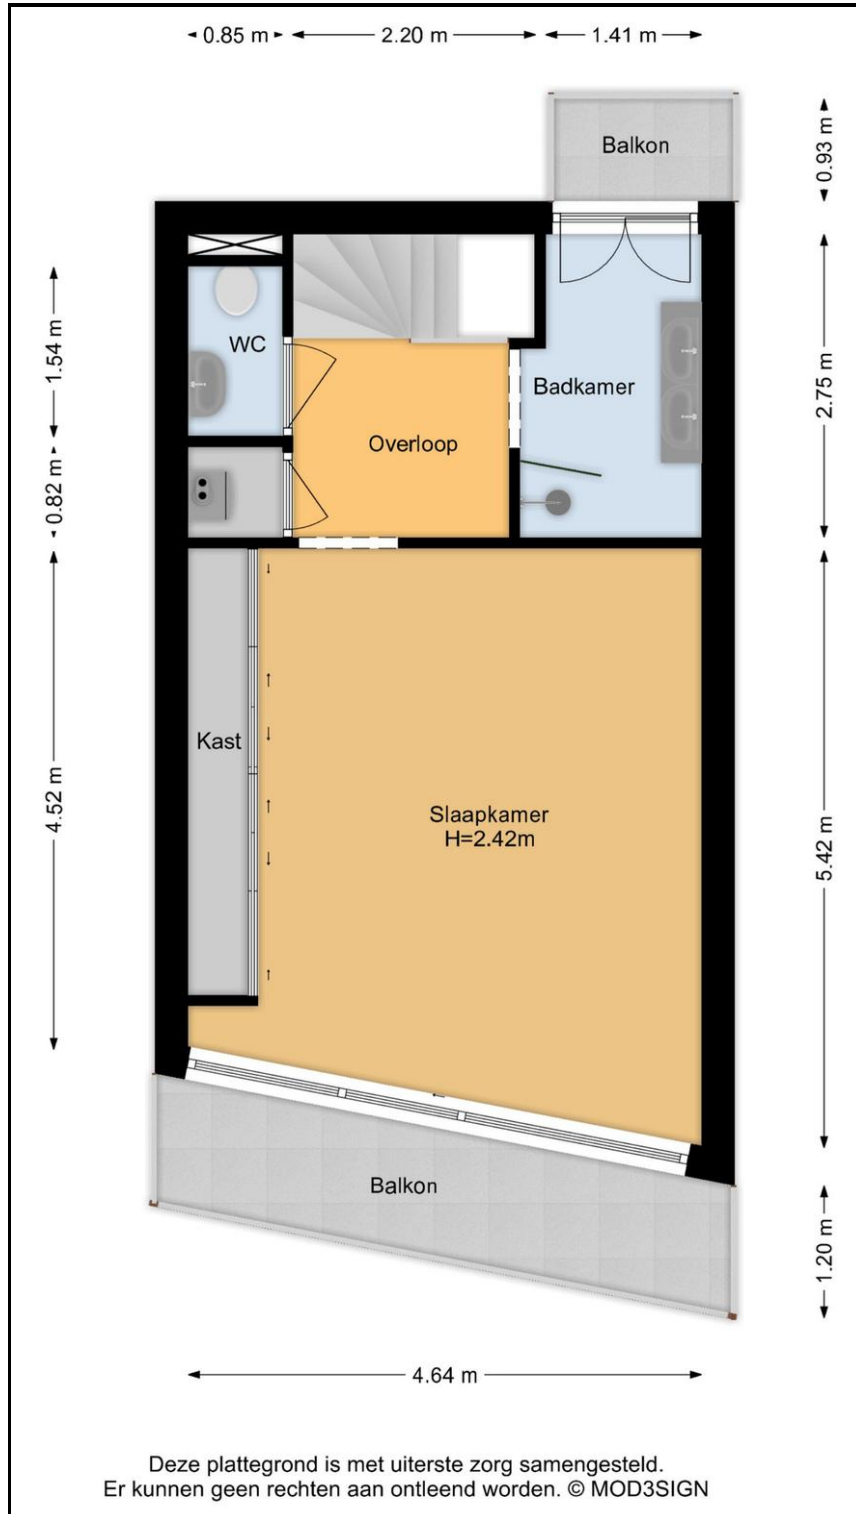 0.85 m
2.20 m
1.41 m
Balkon
0.93 m
WC
1.54 m
Badkamer
2.75 m
Overloop
0.82 m
Kast
4.52 m
Slaapkamer
H=2.42m
5.42 m
Balkon
1.20 m
4.64 m
Deze plattegrond is met uiterste zorg samengesteld.
Er kunnen geen rechten aan ontleend worden. © MOD3SIGN